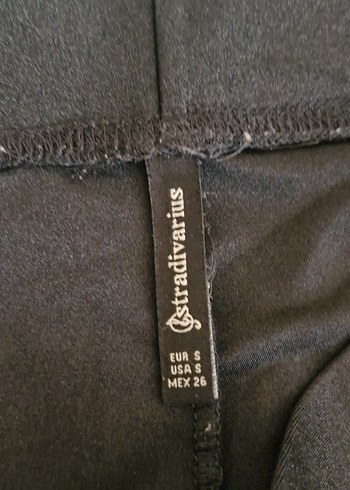 stradivarius
EUR S
USA S
MEX 26